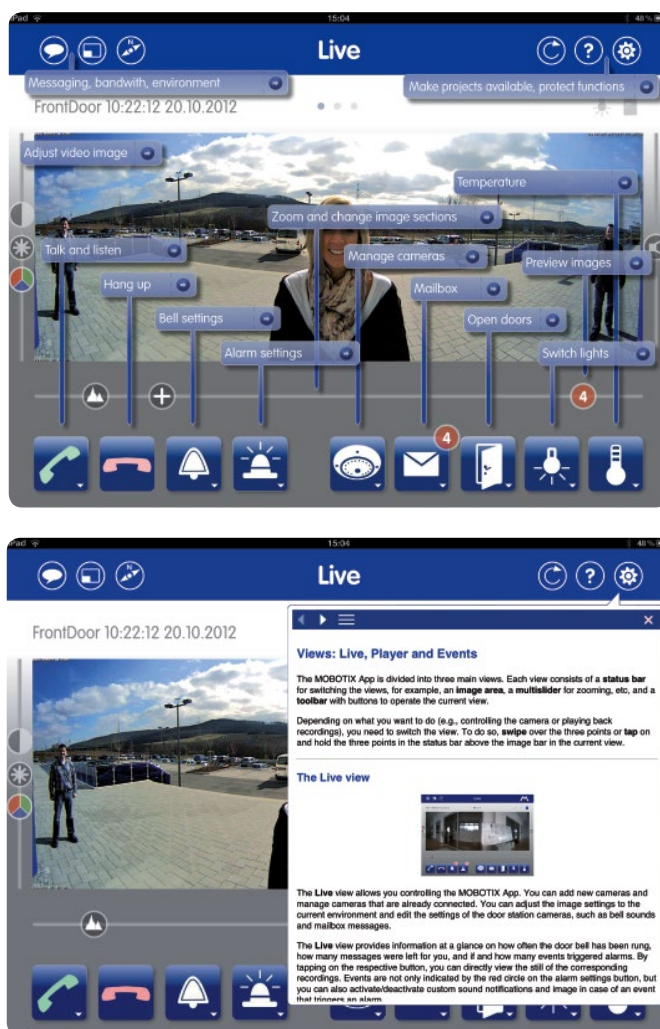 iPad
15:04
48%
Live
Messaging, bandwith, environment
Make projects available, protect functions
FrontDoor 10:22:12 20.10.2012
Adjust video image
Temperature
Zoom and change image sections
Talk and listen
Manage cameras
Preview images
Hang up
Mailbox
Bell settings
Open doors
Alarm settings
Switch lights
4
4
iPad
15:04
48%
Live
FrontDoor 10:22:12 20.10.2012
Views: Live, Player and Events
The MOBOTIX App is divided into three main views. Each view consists of a status bar
for switching the views, for example, an image area, a multislider for zooming, etc, and a
toolbar with buttons to operate the current view.
Depending on what you want to do (e.g., controlling the camera or playing back
recordings), you need to switch the view. To do so, swipe over the three points or tap on
and hold the three points in the status bar above the image bar in the current view.
The Live view
The Live view allows you controlling the MOBOTIX App. You can add new cameras and
manage cameras that are already connected. You can adjust the image settings to the
current environment and edit the settings of the door station cameras, such as bell sounds
and mailbox messages.
The Live view provides information at a glance on how often the door bell has been rung,
how many messages were left for you, and if and how many events triggered alarms. By
tapping on the respective button, you can directly view the still of the corresponding
recordings. Events are not only indicated by the red circle on the alarm settings button, but
you can also activate/deactivate custom sound notifications and image in case of an event
that triggers an alarm.